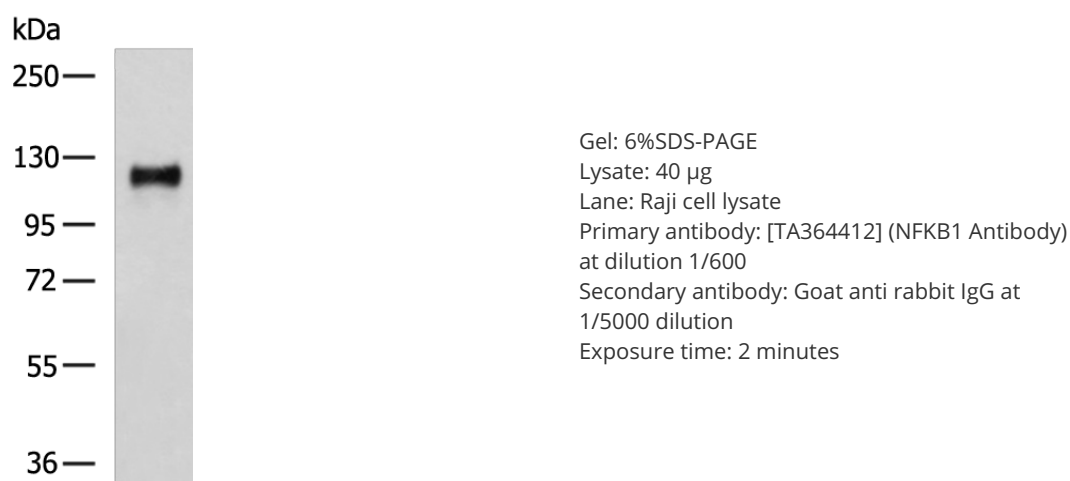 kDa
250
130
95
72
55
36
Gel: 6%SDS-PAGE
Lysate: 40 µg
Lane: Raji cell lysate
Primary antibody: [TA364412] (NFKB1 Antibody)
at dilution 1/600
Secondary antibody: Goat anti rabbit IgG at
1/5000 dilution
Exposure time: 2 minutes